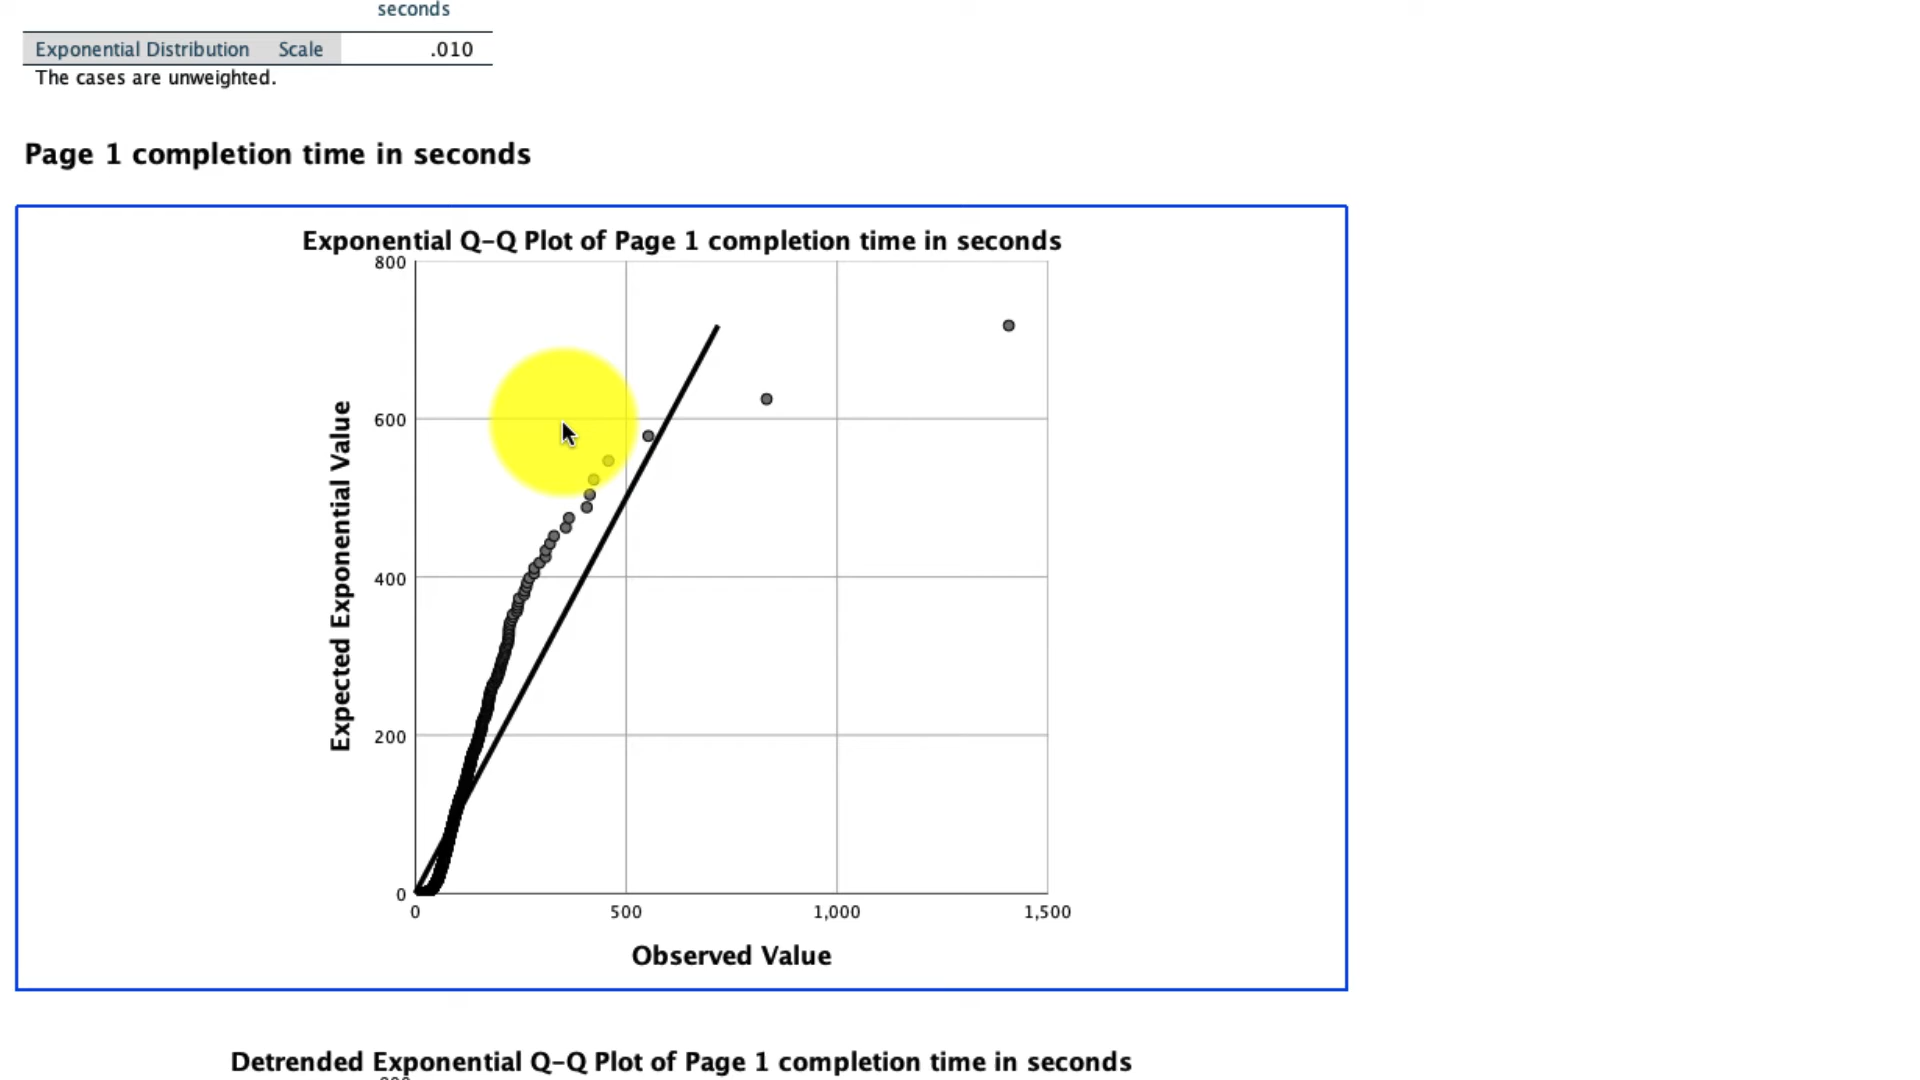 seconds
Exponential Distribution Scale .010
The cases are unweighted.
Page 1 completion time in seconds
Exponential Q-Q Plot of Page 1 completion time in seconds
800
600
400
200
0
Expected Exponential Value
0 500 1,000 1,500
Observed Value
Detrended Exponential Q-Q Plot of Page 1 completion time in seconds